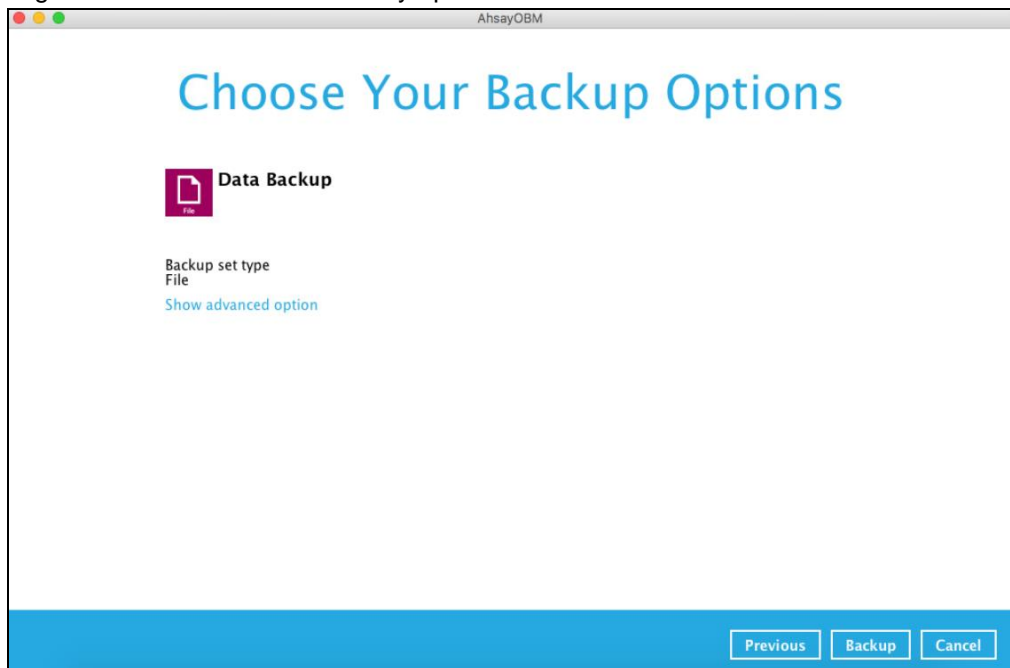 AhsayOBM
Choose Your Backup Options
Data Backup
File
Backup set type
File
Show advanced option
Previous Backup Cancel